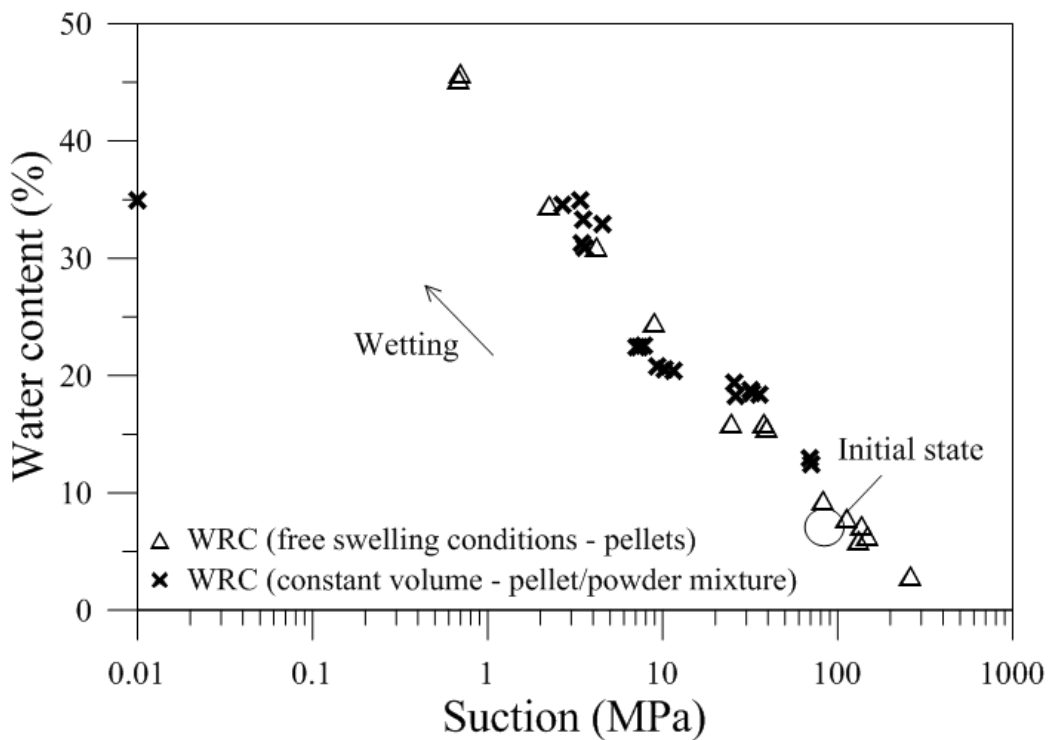 50
40
30
20
10
0
Water content (%)
Wetting
Initial state
WRC (free swelling conditions - pellets)
WRC (constant volume - pellet/powder mixture)
0.01
0.1
1
10
100
1000
Suction (MPa)